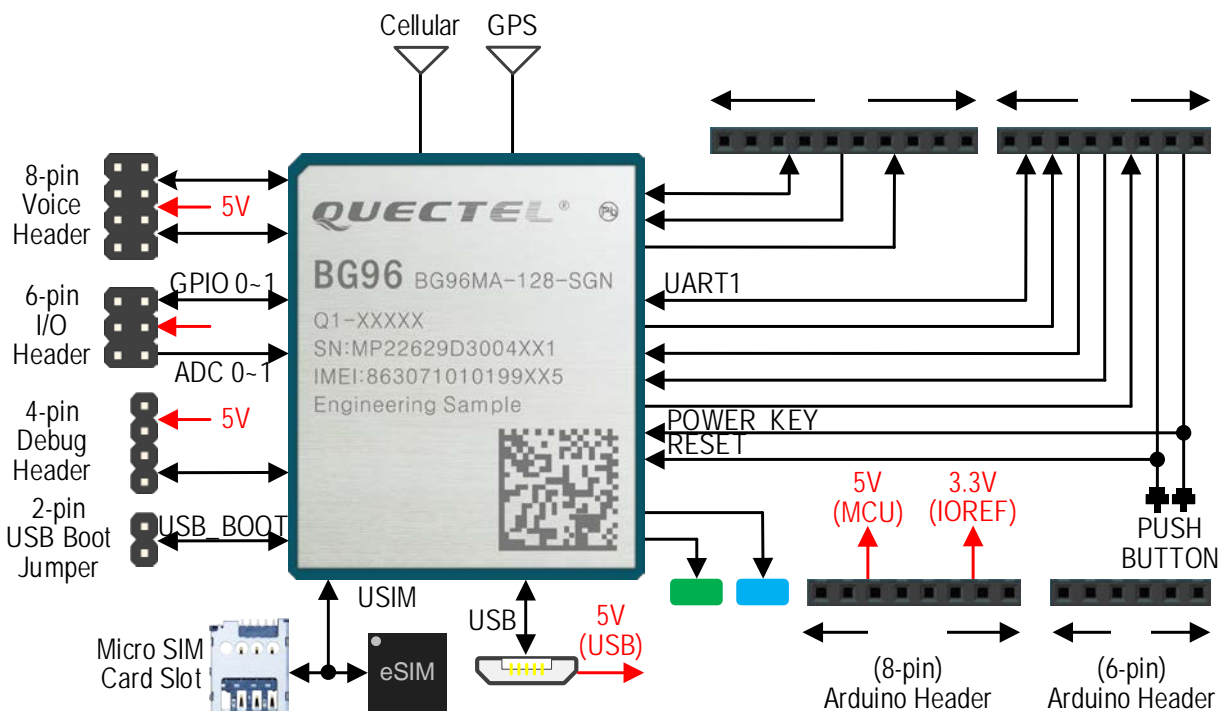 Cellular GPS
8-pin
Voice
Header
5V
6-pin
I/O
Header
GPIO 0~1
ADC 0~1
4-pin
Debug
Header
5V
2-pin
USB Boot
Jumper
USB_BOOT
QUECTEL®
Pb
BG96 BG96MA-128-SGN
Q1-XXXXX
SN:MP22629D3004XX1
IMEI:863071010199XX5
Engineering Sample
UART1
POWER_KEY
RESET
5V
(MCU)
3.3V
(IOREF)
PUSH
BUTTON
USIM
Micro SIM
Card Slot
eSIM
USB
5V
(USB)
(8-pin)
Arduino Header
(6-pin)
Arduino Header